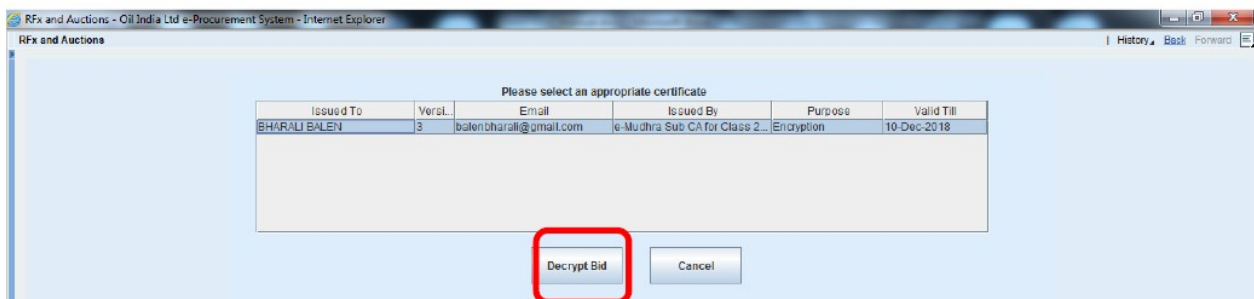 RFx and Auctions - Oil India Ltd e-Procurement System - Internet Explorer
RFx and Auctions | History Back Forward
Please select an appropriate certificate
Issued To Versi... Email Issued By Purpose Valid Till
BHARALI BALEN 3 balenbharali@gmail.com e-Mudhra Sub CA for Class 2... Encryption 10-Dec-2018
Decrypt Bid Cancel